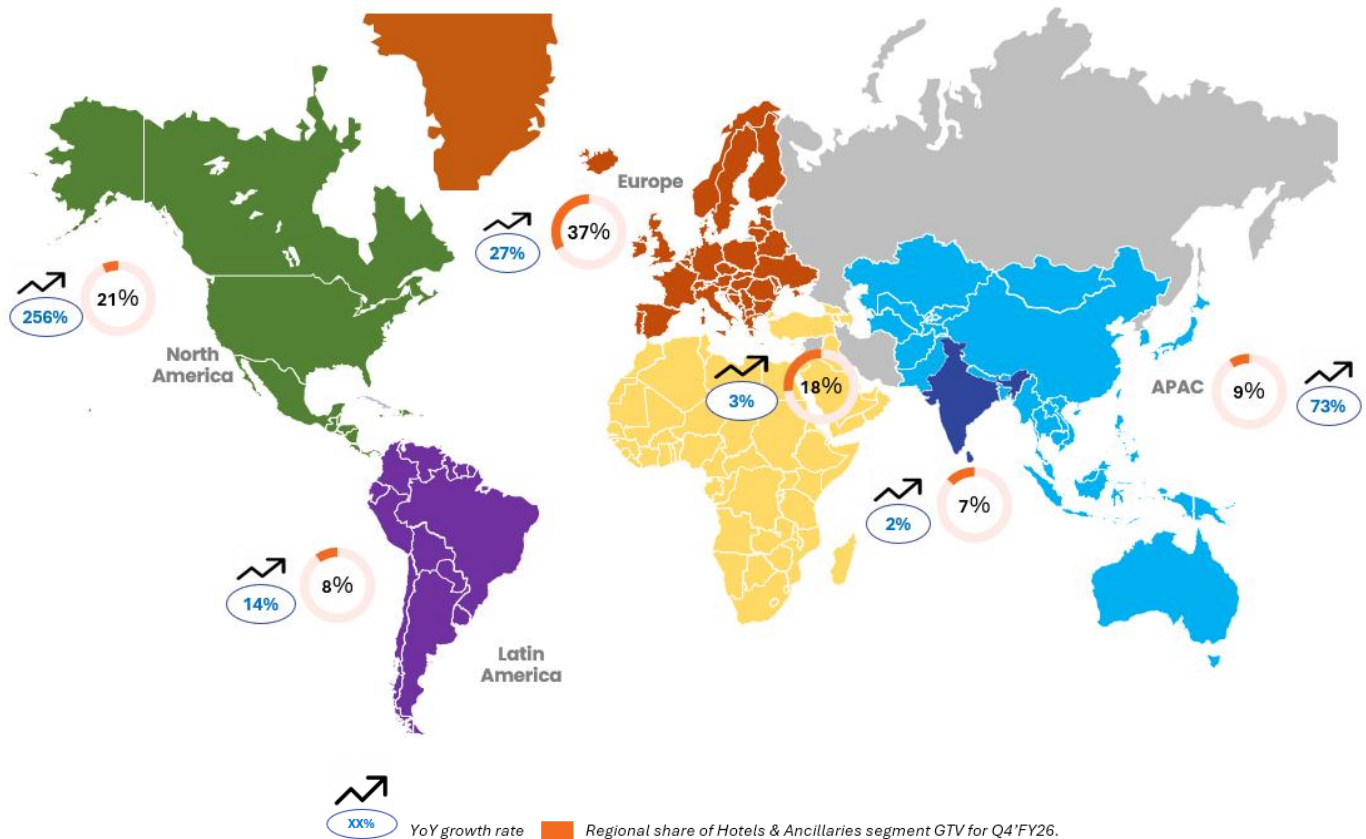 Europe
27%
37%
256%
21%
North
America
3%
18%
APAC
9%
73%
2%
7%
14%
8%
Latin
America
XX%
YoY growth rate
Regional share of Hotels & Ancillaries segment GTV for Q4'FY26.